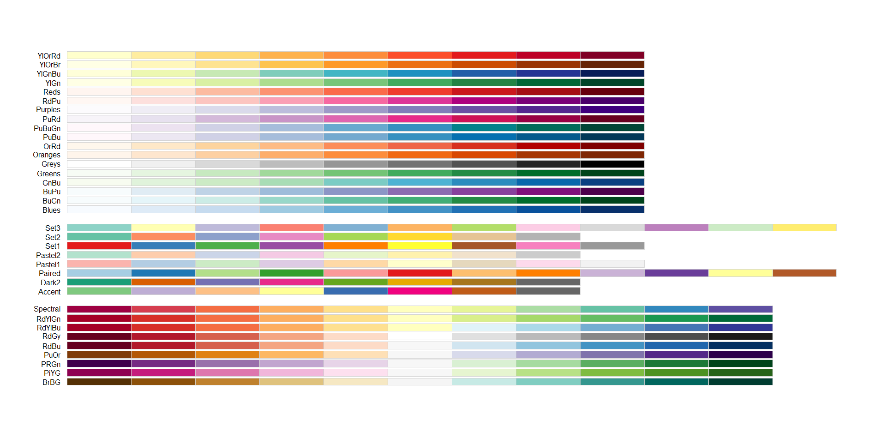 YlOrRd
YlOrBr
YlGnBu
YlGn
Reds
RdPu
Purples
PuRd
PuBuGn
PuBu
OrRd
Oranges
Greys
Greens
GnBu
BuPu
BuGn
Blues
Set3
Set2
Set1
Pastel2
Pastel1
Paired
Dark2
Accent
Spectral
RdYlGn
RdYlBu
RdGy
RdBu
PuOr
PRGn
PiYG
BrBG